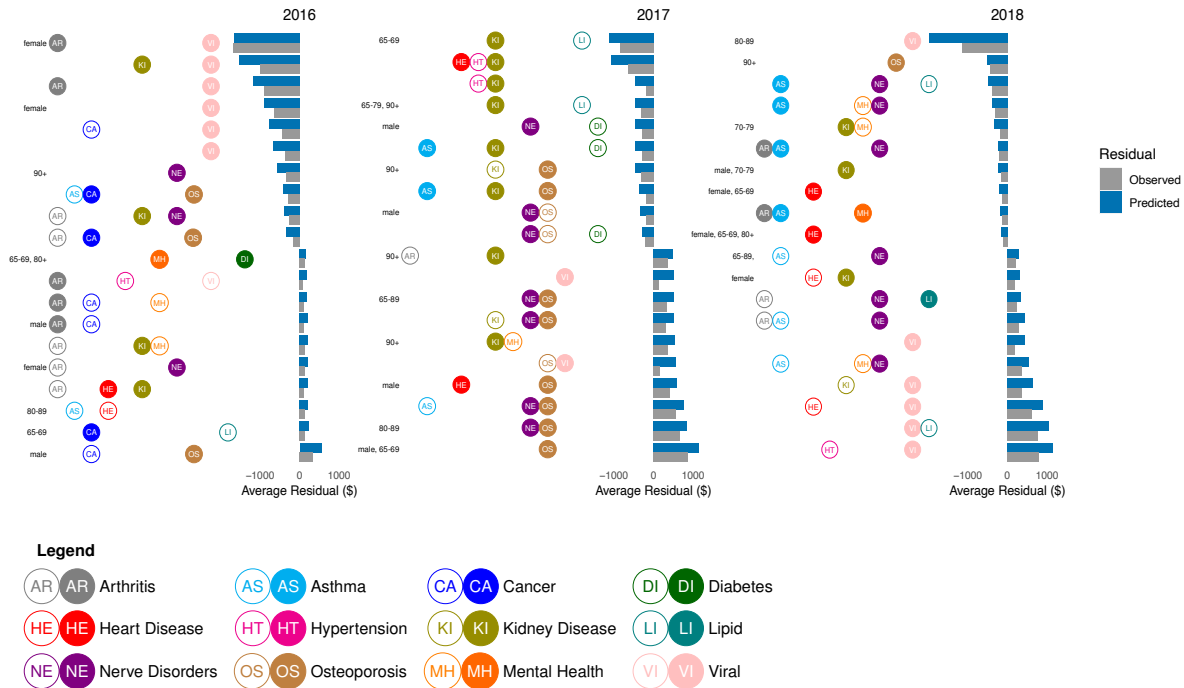 2016 2017 2018
female AR VI 65-69 KI LI 80-89 VI
KI VI HE HT KI 90+ OS
AR VI HT KI AS NE LI
female VI 65-79, 90+ KI LI AS MH NE
CA VI male NE DI 70-79 KI MH
VI AS KI DI AR AS NE
90+ NE 90+ KI OS male, 70-79 KI
AS CA OS AS KI OS female, 65-69 HE
AR KI NE male NE OS AR AS MH
AR CA OS NE OS DI female, 65-69, 80+ HE
65-69, 80+ MH DI 90+ AR KI 65-89, AS NE
AR HT VI VI female HE KI
AR CA MH 65-89 NE OS AR NE LI
male AR CA KI NE OS AR AS NE
AR KI MH 90+ KI MH VI
female AR NE OS VI AS MH NE
AR HE KI male HE OS KI VI
80-89 AS HE AS NE OS HE VI
65-69 CA LI 80-89 NE OS VI LI
male CA OS male, 65-69 OS HT VI
−1000 0 1000 −1000 0 1000 −1000 0 1000
Average Residual ($) Average Residual ($) Average Residual ($)
Residual
Observed
Predicted
Legend
AR AR Arthritis AS AS Asthma CA CA Cancer DI DI Diabetes
HE HE Heart Disease HT HT Hypertension KI KI Kidney Disease LI LI Lipid
NE NE Nerve Disorders OS OS Osteoporosis MH MH Mental Health VI VI Viral